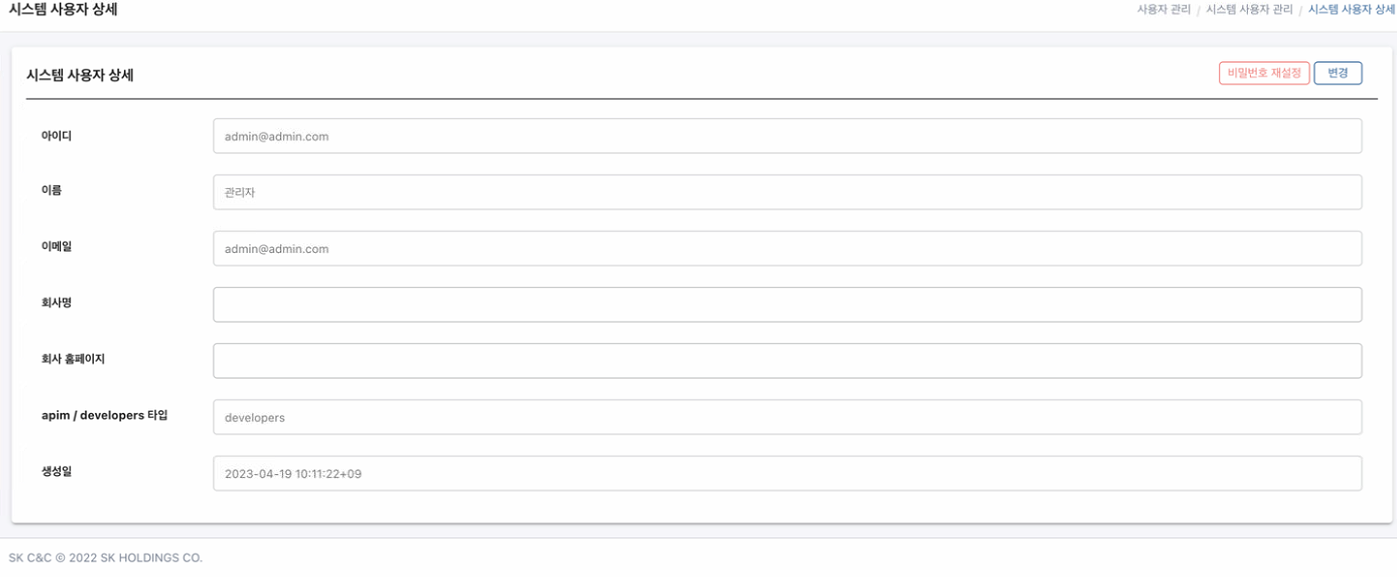 시스템 사용자 상세
사용자 관리 / 시스템 사용자 관리 / 시스템 사용자 상세
시스템 사용자 상세
비밀번호 재설정 변경
아이디 admin@admin.com
이름 관리자
이메일 admin@admin.com
회사명
회사 홈페이지
apim / developers 타입 developers
생성일 2023-04-19 10:11:22+09
SK C&C © 2022 SK HOLDINGS CO.